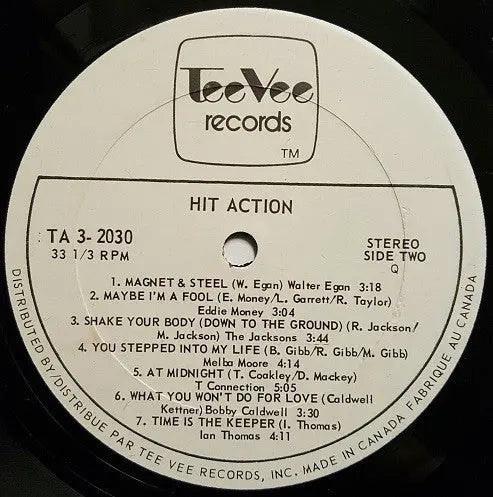 TeeVee
records
TM
HIT ACTION
TA 3-2030
33 1/3 RPM
STEREO
SIDE TWO
Q
1. MAGNET & STEEL (W. Egan) Walter Egan 3:18
2. MAYBE I'M A FOOL (E. Money/L. Garrett/R. Taylor)
Eddie Money 3:04
3. SHAKE YOUR BODY (DOWN TO THE GROUND) (R. Jackson/
M. Jackson) The Jacksons 3:44
4. YOU STEPPED INTO MY LIFE (B. Gibb/R. Gibb/M. Gibb)
Melba Moore 4:14
5. AT MIDNIGHT (T. Coakley/D. Mackey)
T Connection 5:05
6. WHAT YOU WON'T DO FOR LOVE (Caldwell
Kettner) Bobby Caldwell 3:30
7. TIME IS THE KEEPER (I. Thomas)
Ian Thomas 4:11
DISTRIBUTED BY/DISTRIBUE PAR TEE VEE RECORDS, INC. MADE IN CANADA FABRIQUE AU CANADA